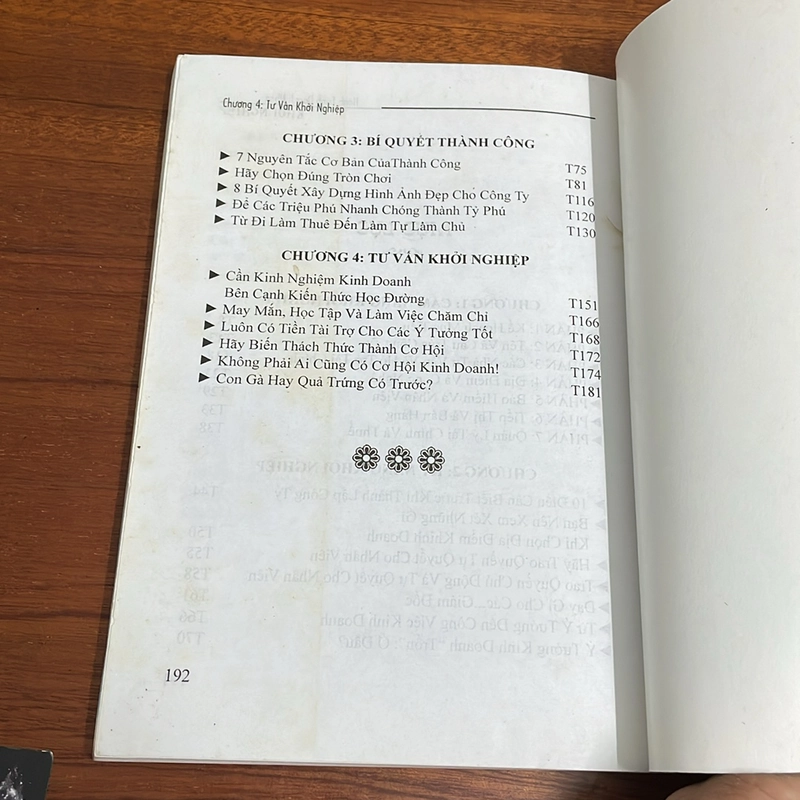 Chương 4: Tư Vấn Khởi Nghiệp
CHƯƠNG 3: BÍ QUYẾT THÀNH CÔNG
► 7 Nguyên Tắc Cơ Bản CủaThành Công T75
► Hãy Chọn Đúng Tròn Chơi T81
► 8 Bí Quyết Xây Dựng Hình Ảnh Đẹp Cho Công Ty T116
► Để Các Triệu Phú Nhanh Chóng Thành Tỷ Phú T120
► Từ Đi Làm Thuê Đến Làm Tự Làm Chủ T130
CHƯƠNG 4: TƯ VẤN KHỞI NGHIỆP
► Cần Kinh Nghiệm Kinh Doanh
Bên Cạnh Kiến Thức Học Đường T151
► May Mắn, Học Tập Và Làm Việc Chăm Chỉ T166
► Luôn Có Tiền Tài Trợ Cho Các Ý Tưởng Tốt T168
► Hãy Biến Thách Thức Thành Cơ Hội T172
► Không Phải Ai Cũng Có Cơ Hội Kinh Doanh! T174
► Con Gà Hay Quả Trứng Có Trước? T181
192